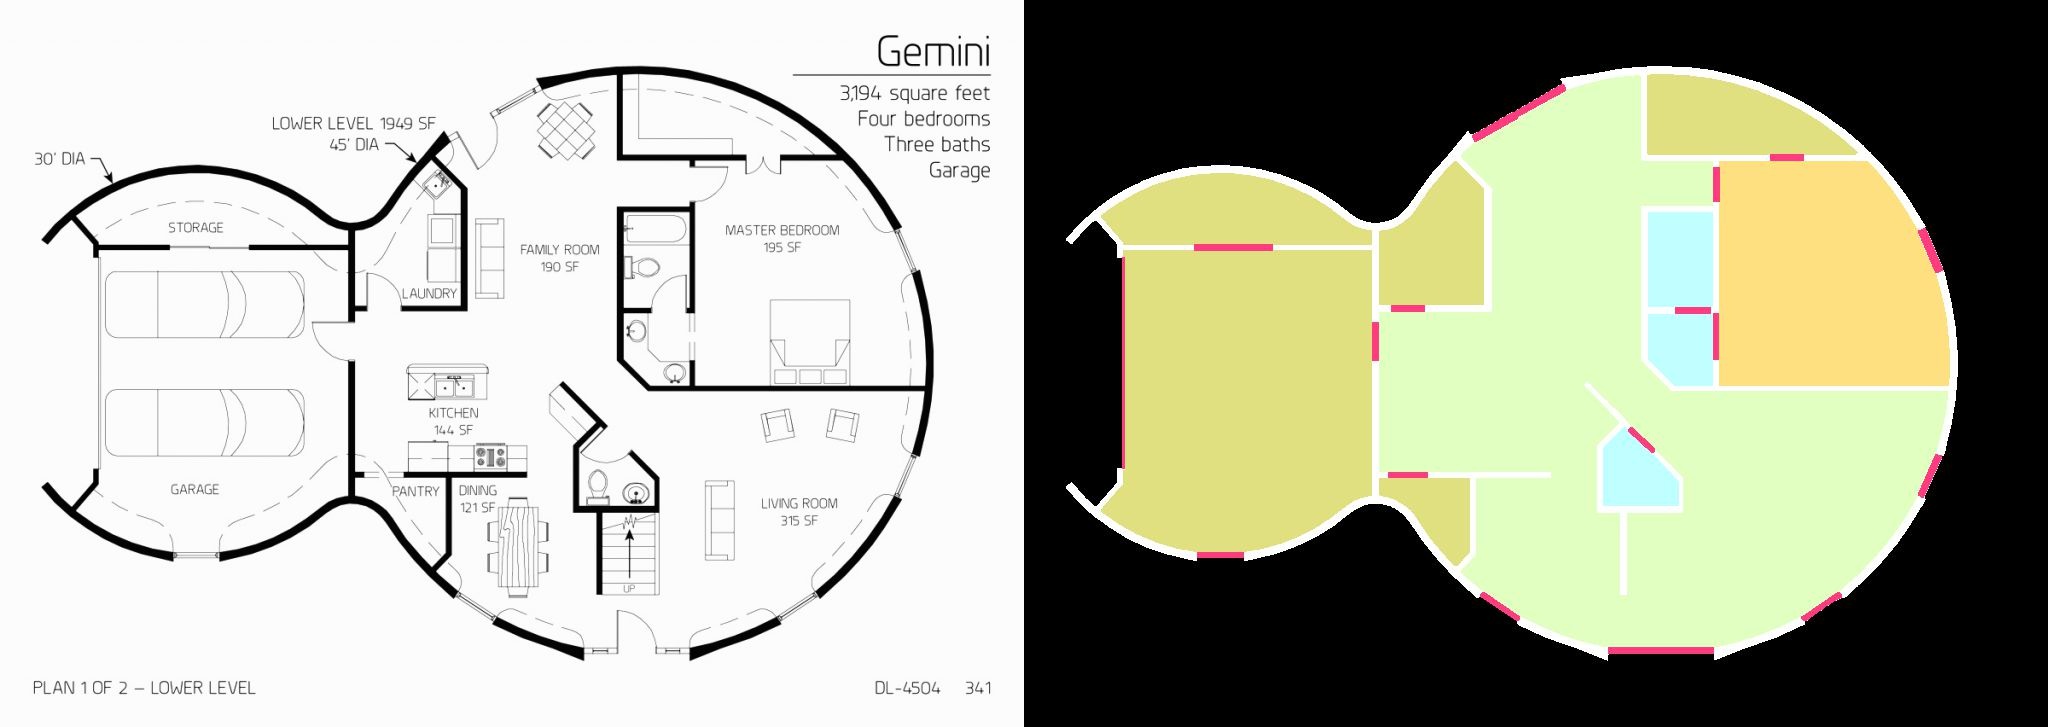 Gemini
3,194 square feet
Four bedrooms
Three baths
Garage
LOWER LEVEL 1949 SF
45' DIA
30' DIA
STORAGE
FAMILY ROOM
190 SF
MASTER BEDROOM
195 SF
LAUNDRY
KITCHEN
144 SF
GARAGE
PANTRY
DINING
121 SF
LIVING ROOM
315 SF
UP
PLAN 1 OF 2 – LOWER LEVEL
DL-4504 341